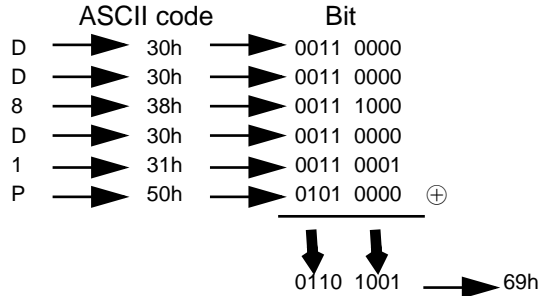 ASCII code Bit
D 30h 0011 0000
D 30h 0011 0000
8 38h 0011 1000
D 30h 0011 0000
1 31h 0011 0001
P 50h 0101 0000 ⊕
0110 1001 69h